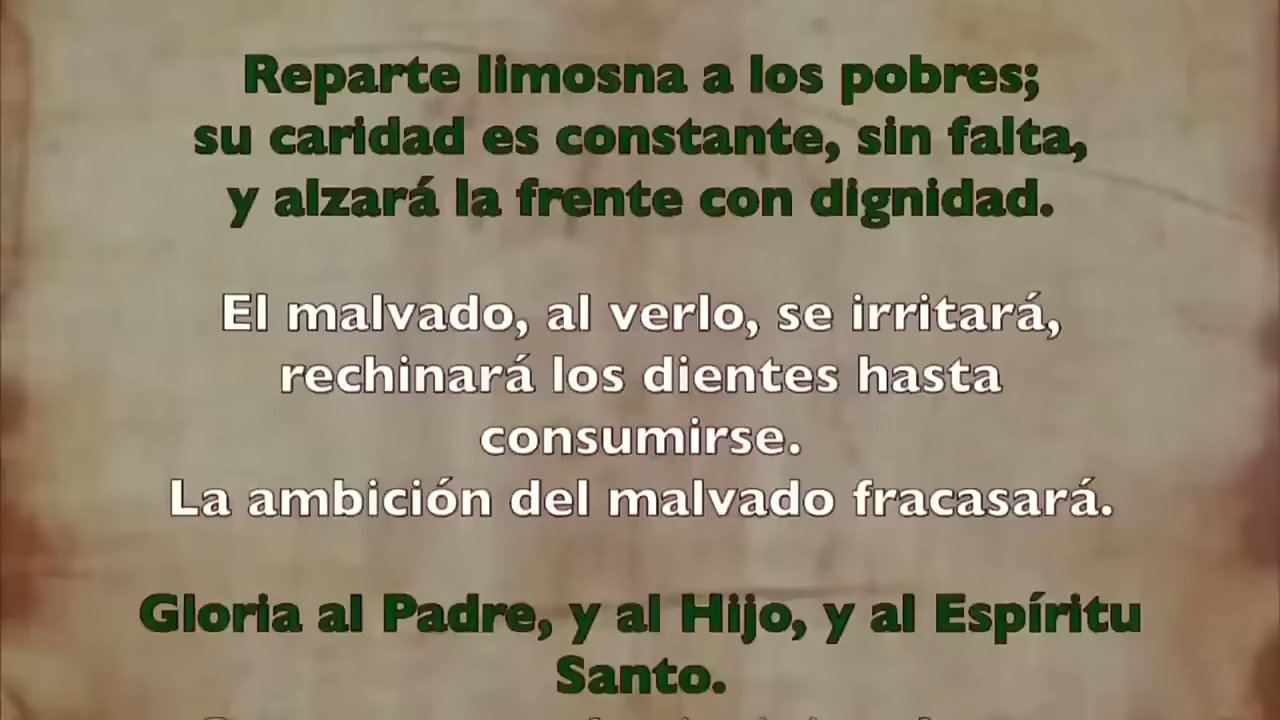 Reparte limosna a los pobres;
su caridad es constante, sin falta,
y alzará la frente con dignidad.
El malvado, al verlo, se irritará,
rechinará los dientes hasta
consumirse.
La ambición del malvado fracasará.
Gloria al Padre, y al Hijo, y al Espíritu
Santo.